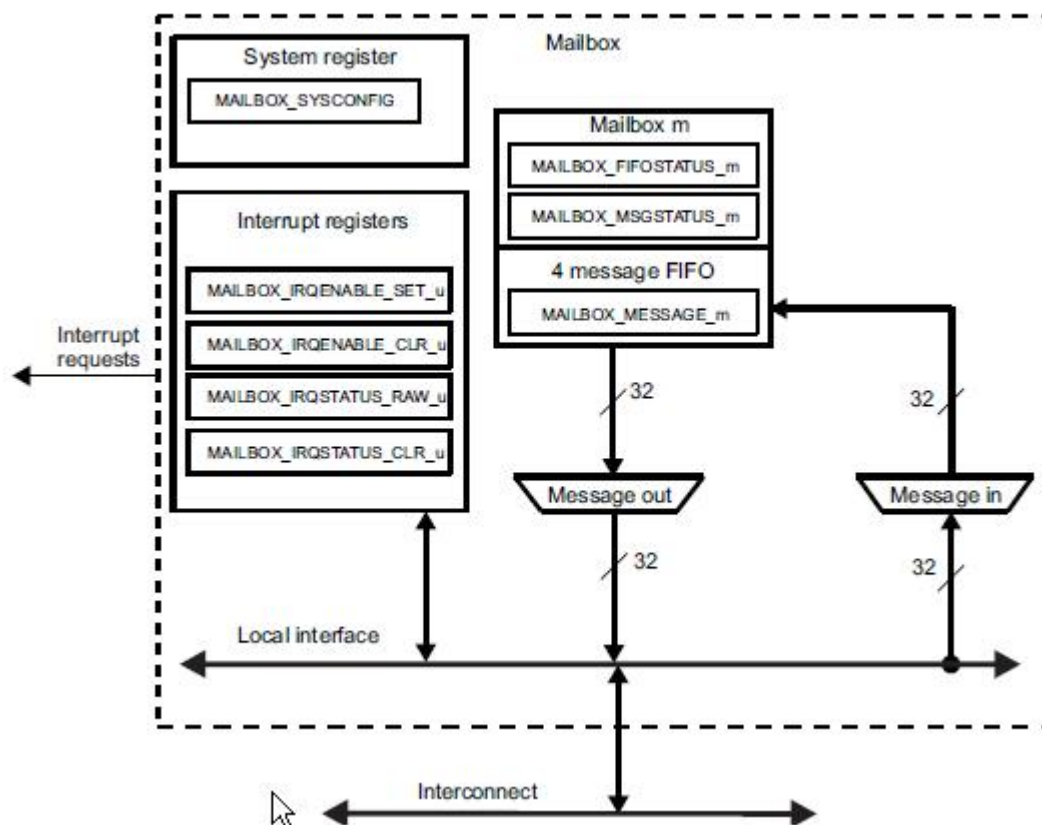 Mailbox
System register
MAILBOX_SYSCONFIG
Mailbox m
MAILBOX_FIFOSTATUS_m
MAILBOX_MSGSTATUS_m
4 message FIFO
MAILBOX_MESSAGE_m
Interrupt registers
MAILBOX_IRQENABLE_SET_u
MAILBOX_IRQENABLE_CLR_u
MAILBOX_IRQSTATUS_RAW_u
MAILBOX_IRQSTATUS_CLR_u
Interrupt
requests
32
32
Message out
Message in
32
32
Local interface
Interconnect